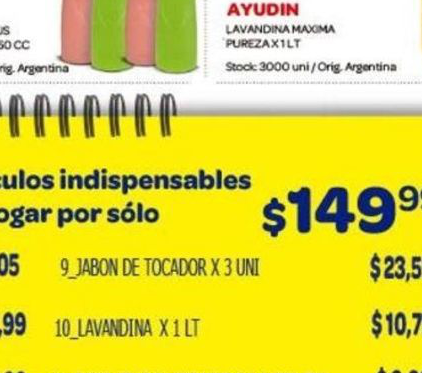 AYUDIN
LAVANDINA MAXIMA
PUREZA X 1 LT
50 CC
Stock: 3000 uni / Orig. Argentina
rig. Argentina
culos indispensables
ogar por sólo
$149
05
9_JABON DE TOCADOR X 3 UNI
$23,5
,99
10_LAVANDINA X 1 LT
$10,7